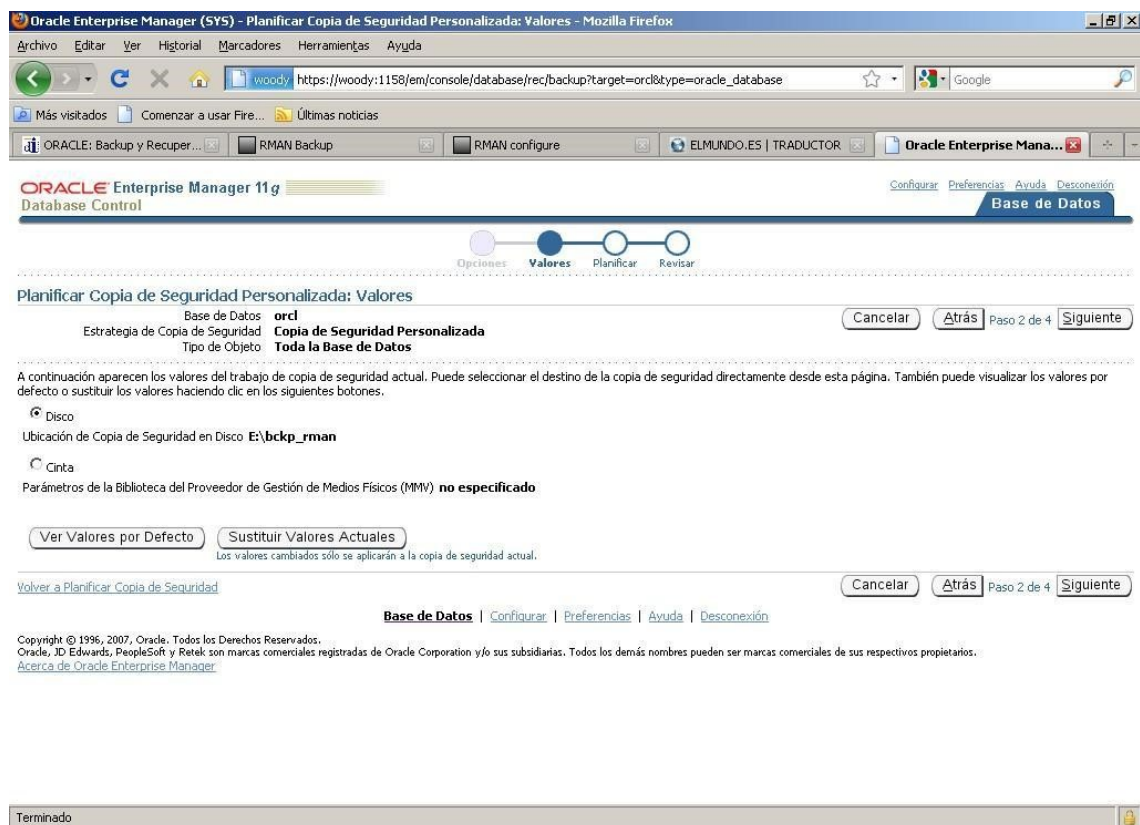 Oracle Enterprise Manager (SYS) - Planificar Copia de Seguridad Personalizada: Valores - Mozilla Firefox
Archivo Editar Ver Historial Marcadores Herramientas Ayuda
woody https://woody:1158/em/console/database/rec/backup?target=orcl&type=oracle_database Google
Más visitados Comenzar a usar Fire... Últimas noticias
ORACLE: Backup y Recuper... RMAN Backup RMAN configure ELMUNDO.ES | TRADUCTOR Oracle Enterprise Mana...
ORACLE Enterprise Manager 11g
Database Control
Configurar Preferencias Ayuda Desconexión
Base de Datos
Opciones Valores Planificar Revisar
Planificar Copia de Seguridad Personalizada: Valores
Base de Datos orcl
Estrategia de Copia de Seguridad Copia de Seguridad Personalizada
Tipo de Objeto Toda la Base de Datos
Cancelar Atrás Paso 2 de 4 Siguiente
A continuación aparecen los valores del trabajo de copia de seguridad actual. Puede seleccionar el destino de la copia de seguridad directamente desde esta página. También puede visualizar los valores por
defecto o sustituir los valores haciendo clic en los siguientes botones.
Disco
Ubicación de Copia de Seguridad en Disco E:\bckp_rman
Cinta
Parámetros de la Biblioteca del Proveedor de Gestión de Medios Físicos (MMV) no especificado
Ver Valores por Defecto Sustituir Valores Actuales
Los valores cambiados sólo se aplicarán a la copia de seguridad actual.
Volver a Planificar Copia de Seguridad
Cancelar Atrás Paso 2 de 4 Siguiente
Base de Datos | Configurar | Preferencias | Ayuda | Desconexión
Copyright © 1996, 2007, Oracle. Todos los Derechos Reservados.
Oracle, JD Edwards, PeopleSoft y Retek son marcas comerciales registradas de Oracle Corporation y/o sus subsidiarias. Todos los demás nombres pueden ser marcas comerciales de sus respectivos propietarios.
Acerca de Oracle Enterprise Manager
Terminado